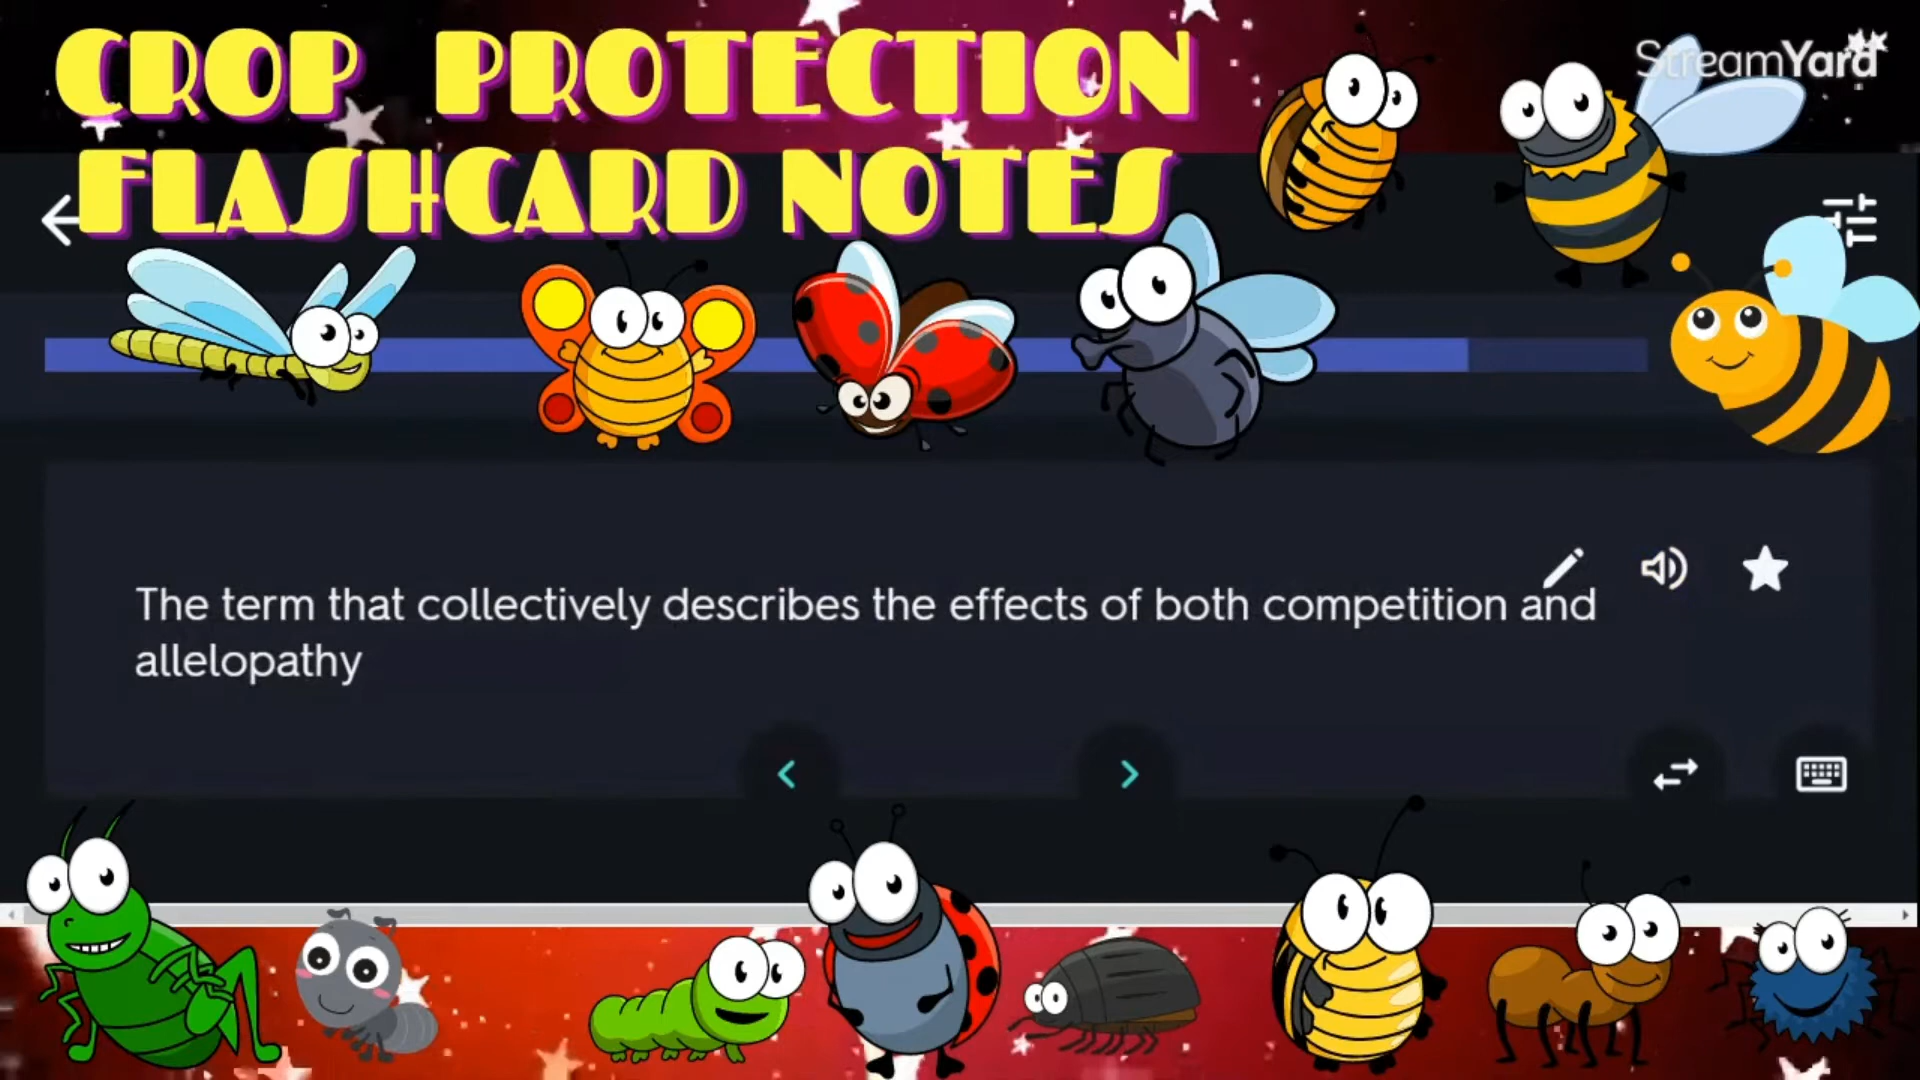 CROP PROTECTION
StreamYard
FLASHCARD NOTES
The term that collectively describes the effects of both competition and
allelopathy